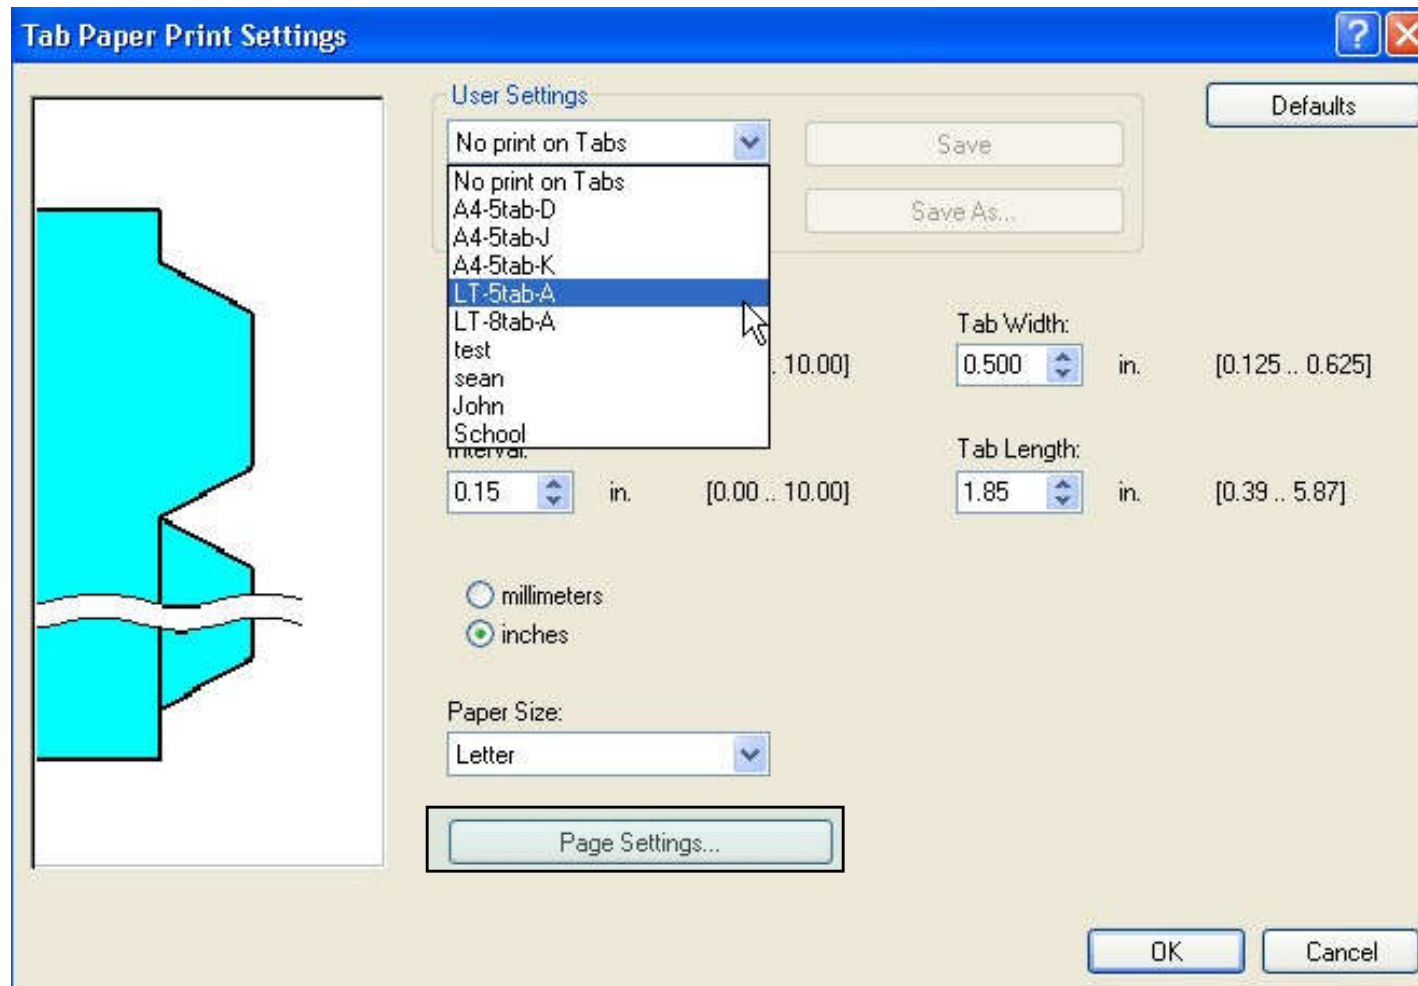 Tab Paper Print Settings
User Settings
Defaults
No print on Tabs
Save
No print on Tabs
A4-5tab-D
Save As...
A4-5tab-J
A4-5tab-K
LT-5tab-A
LT-8tab-A
Tab Width:
test
. 10.00]
0.500
in.
[0.125 .. 0.625]
sean
John
School
Interval:
Tab Length:
0.15
in.
[0.00 .. 10.00]
1.85
in.
[0.39 .. 5.87]
millimeters
inches
Paper Size:
Letter
Page Settings...
OK
Cancel